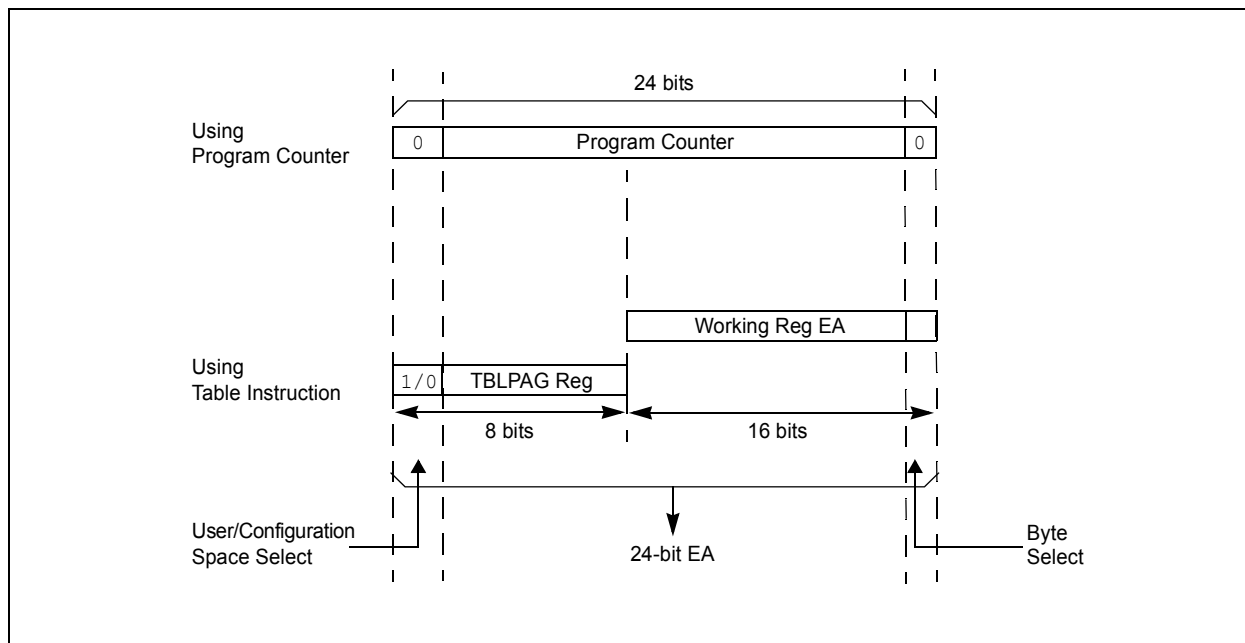 24 bits
Using
Program Counter
0
Program Counter
0
Working Reg EA
Using
Table Instruction
1/0
TBLPAG Reg
8 bits
16 bits
User/Configuration
Space Select
24-bit EA
Byte
Select